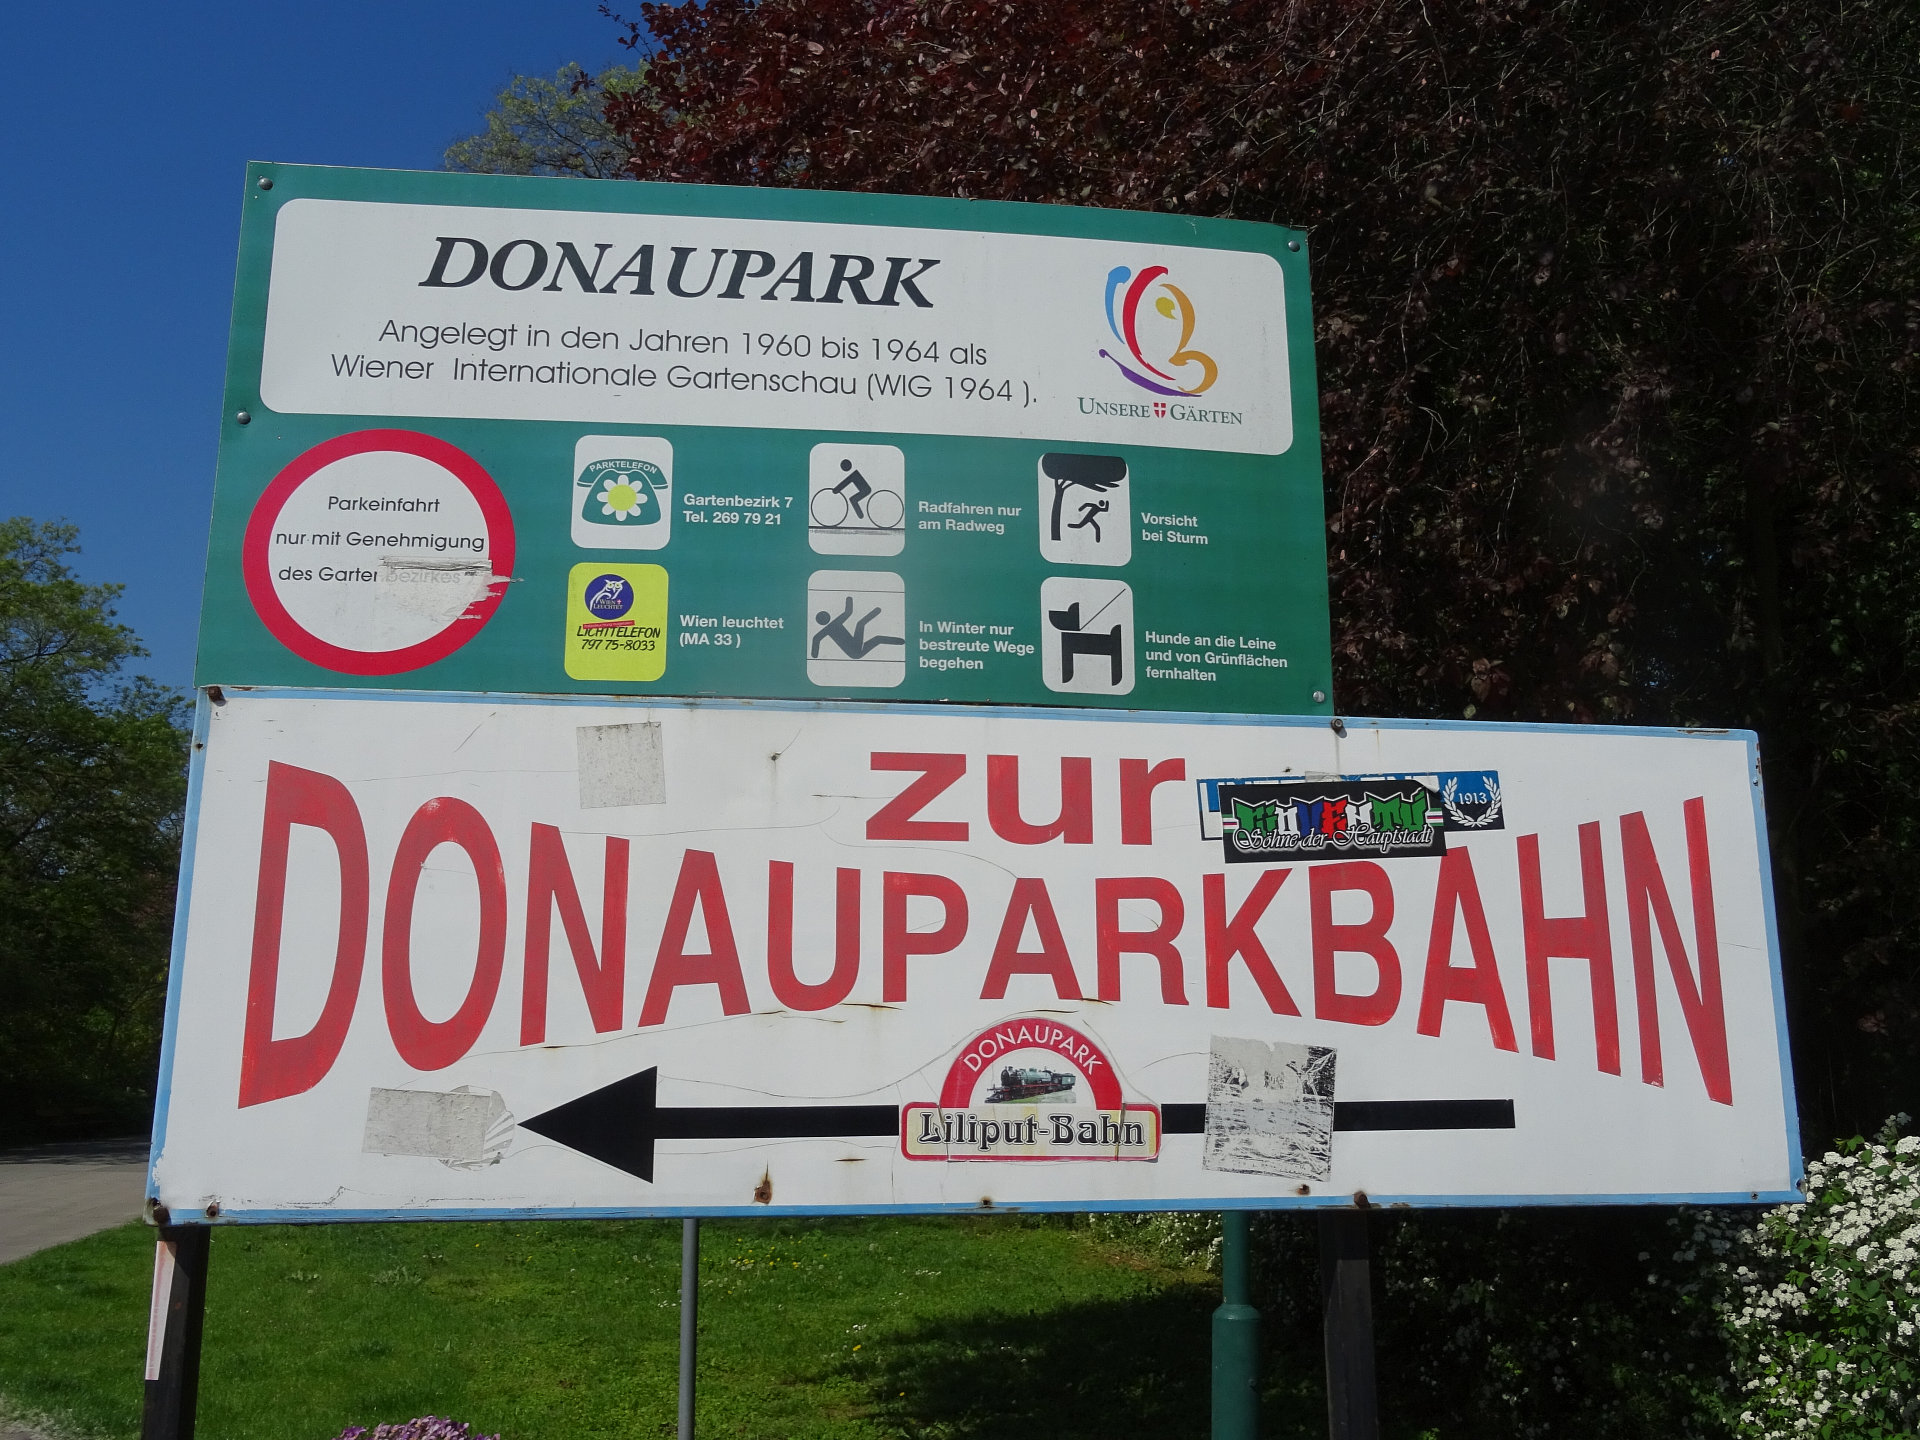 DONAUPARK
Angelegt in den Jahren 1960 bis 1964 als
Wiener Internationale Gartenschau (WIG 1964 ).
UNSERE GÄRTEN
Parkeinfahrt
nur mit Genehmigung
des Garten bezirkes
PARKTELEFON
Gartenbezirk 7
Tel. 269 79 21
Radfahren nur
am Radweg
Vorsicht
bei Sturm
WIEN
LEUCHTET
LICHTTELEFON
797 75-8033
Wien leuchtet
(MA 33 )
In Winter nur
bestreute Wege
begehen
Hunde an die Leine
und von Grünflächen
fernhalten
zur
Söhne der Hauptstadt
1913
DONAUPARKBAHN
DONAUPARK
Liliput-Bahn